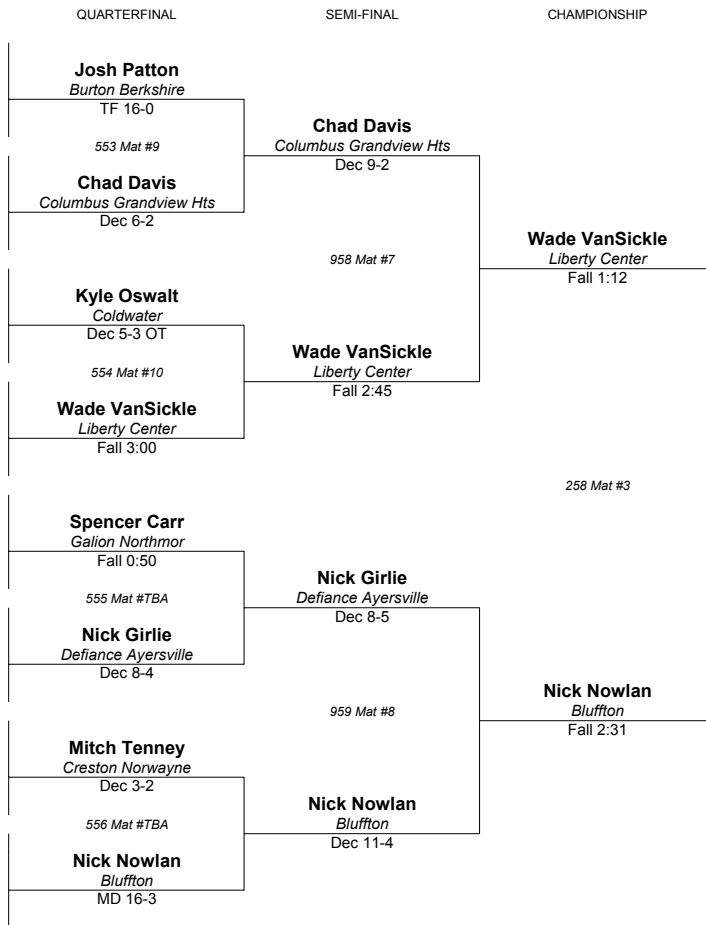 QUARTERFINAL
SEMI-FINAL
CHAMPIONSHIP
Josh Patton
Burton Berkshire
TF 16-0
553 Mat #9
Chad Davis
Columbus Grandview Hts
Dec 6-2
Chad Davis
Columbus Grandview Hts
Dec 9-2
958 Mat #7
Kyle Oswalt
Coldwater
Dec 5-3 OT
554 Mat #10
Wade VanSickle
Liberty Center
Fall 3:00
Wade VanSickle
Liberty Center
Fall 2:45
Wade VanSickle
Liberty Center
Fall 1:12
258 Mat #3
Spencer Carr
Galion Northmor
Fall 0:50
555 Mat #TBA
Nick Girlie
Defiance Ayersville
Dec 8-4
Nick Girlie
Defiance Ayersville
Dec 8-5
959 Mat #8
Mitch Tenney
Creston Norwayne
Dec 3-2
556 Mat #TBA
Nick Nowlan
Bluffton
MD 16-3
Nick Nowlan
Bluffton
Dec 11-4
Nick Nowlan
Bluffton
Fall 2:31